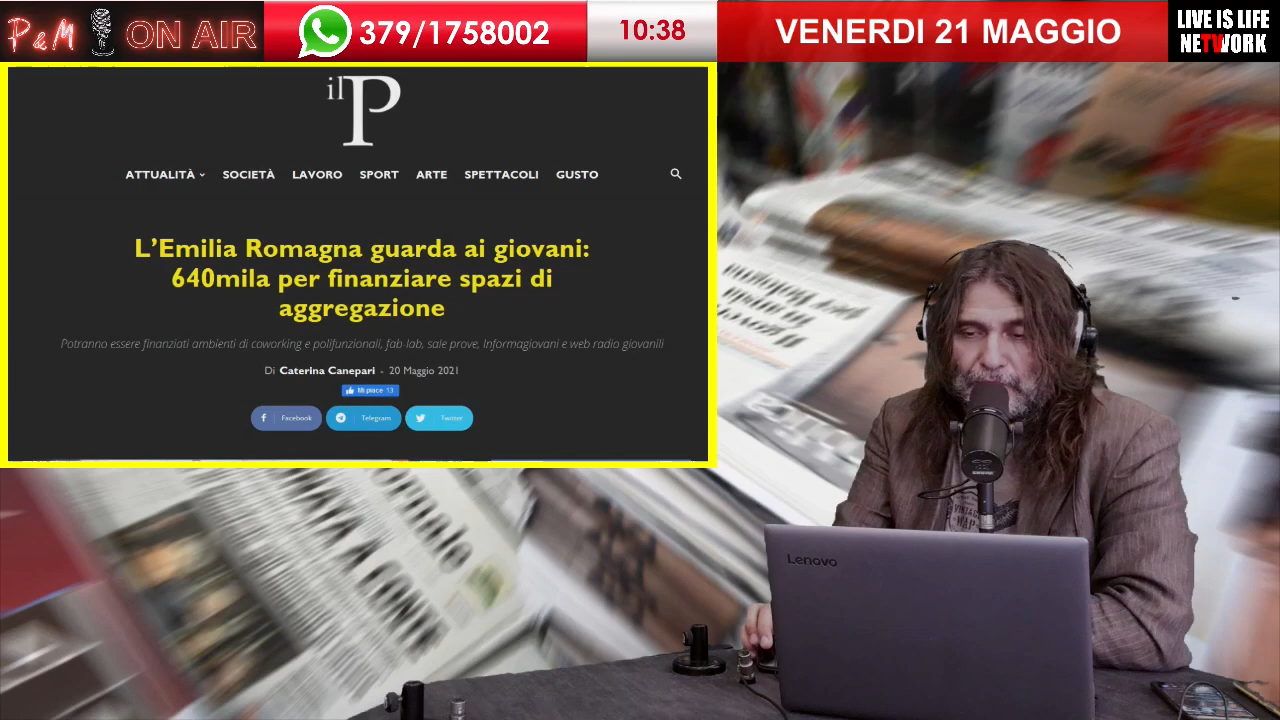 P&M ON AIR
379/1758002
10:38
VENERDI 21 MAGGIO
LIVE IS LIFE
NETWORK
il P
ATTUALITÀ SOCIETÀ LAVORO SPORT ARTE SPETTACOLI GUSTO
L’Emilia Romagna guarda ai giovani:
640mila per finanziare spazi di
aggregazione
Potranno essere finanziati ambienti di coworking e polifunzionali, fab-lab, sale prove, Informagiovani e web radio giovanili
Di Caterina Canepari - 20 Maggio 2021
Mi piace 13
Facebook Telegram Twitter
Lenovo